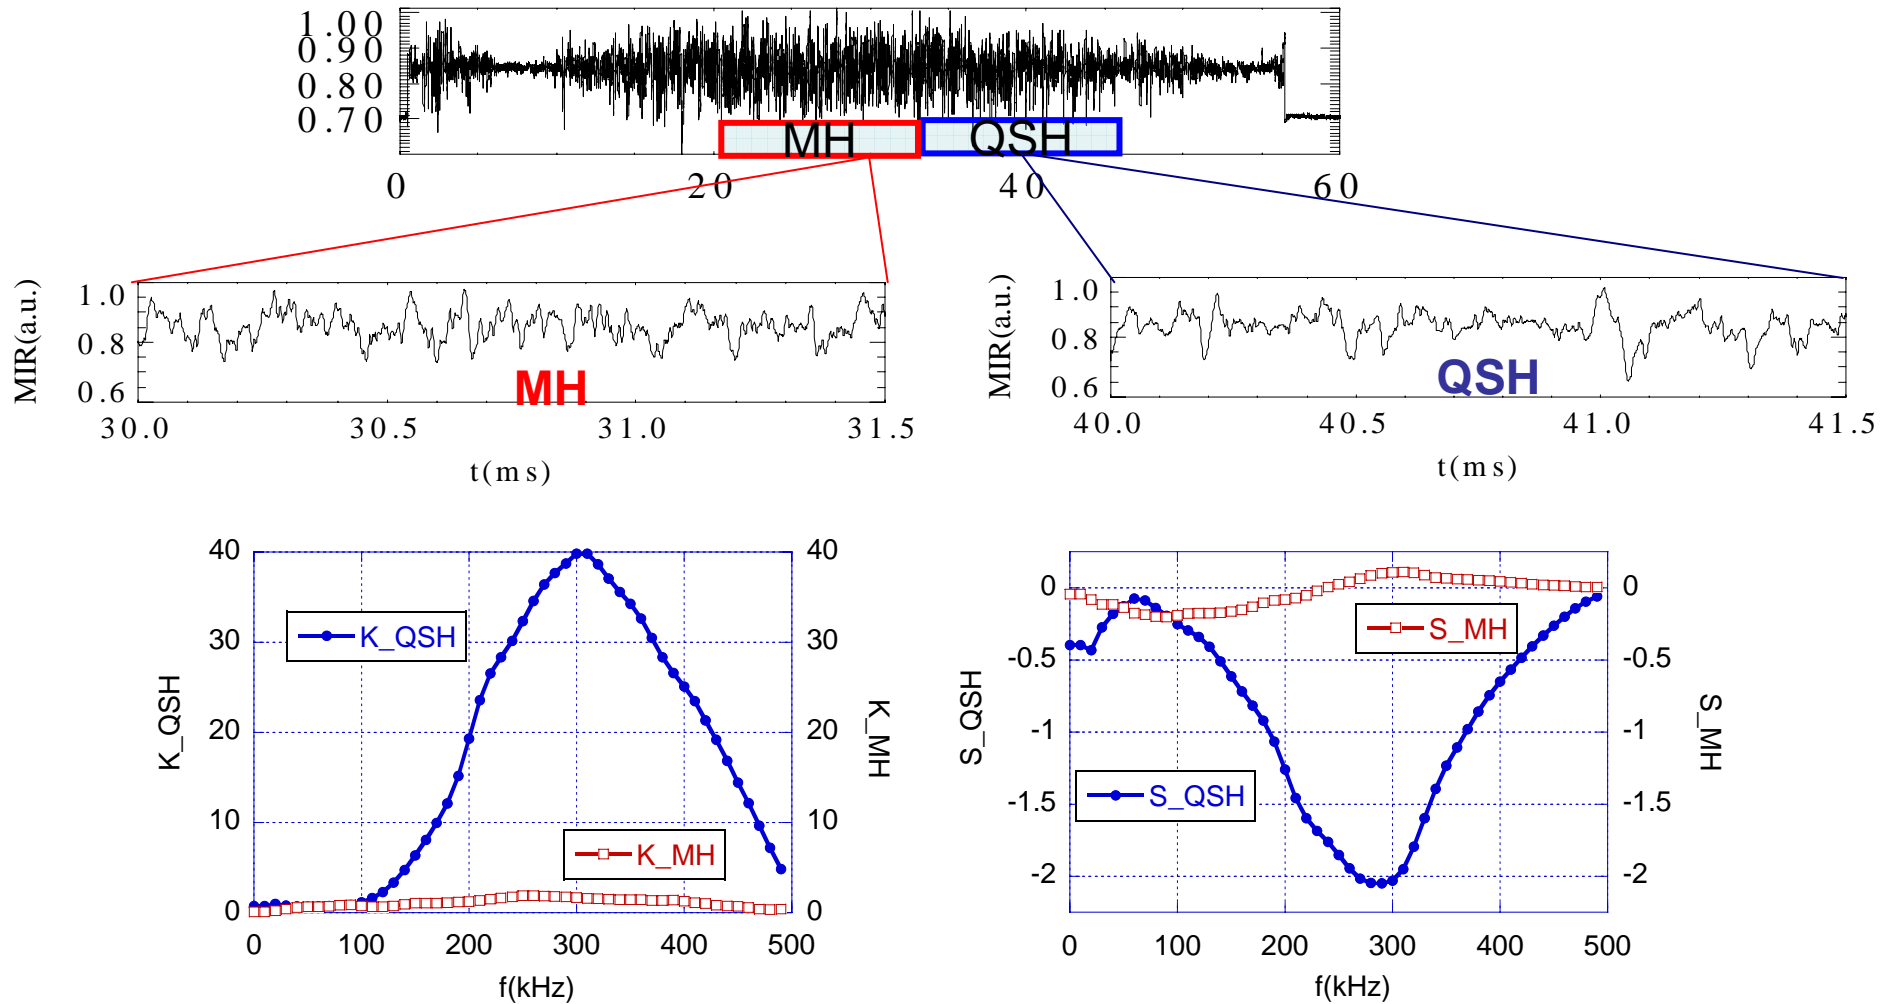 1.00
0.90
0.80
0.70
MH QSH
0 20 40 60
MIR(a.u.)
1.0
0.8
0.6
MH
30.0 30.5 31.0 31.5
t(ms)
MIR(a.u.)
1.0
0.8
0.6
QSH
40.0 40.5 41.0 41.5
t(ms)
K_QSH
40
30
20
10
0
K_QSH
K_MH
40
30
20
10
0
K_MH
0 100 200 300 400 500
f(kHz)
S_QSH
0
-0.5
-1
-1.5
-2
S_MH
S_QSH
0
-0.5
-1
-1.5
-2
S_MH
0 100 200 300 400 500
f(kHz)